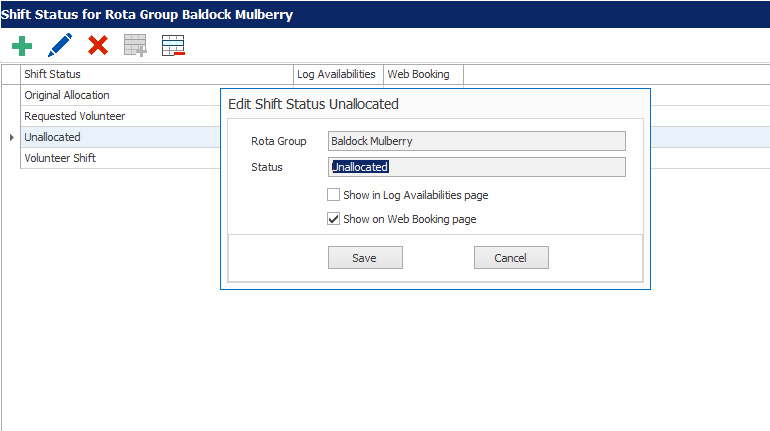 Shift Status for Rota Group Baldock Mulberry
Shift Status Log Availabilities Web Booking
Original Allocation
Requested Volunteer
Unallocated
Volunteer Shift
Edit Shift Status Unallocated
Rota Group Baldock Mulberry
Status Unallocated
Show in Log Availabilities page
Show on Web Booking page
Save Cancel